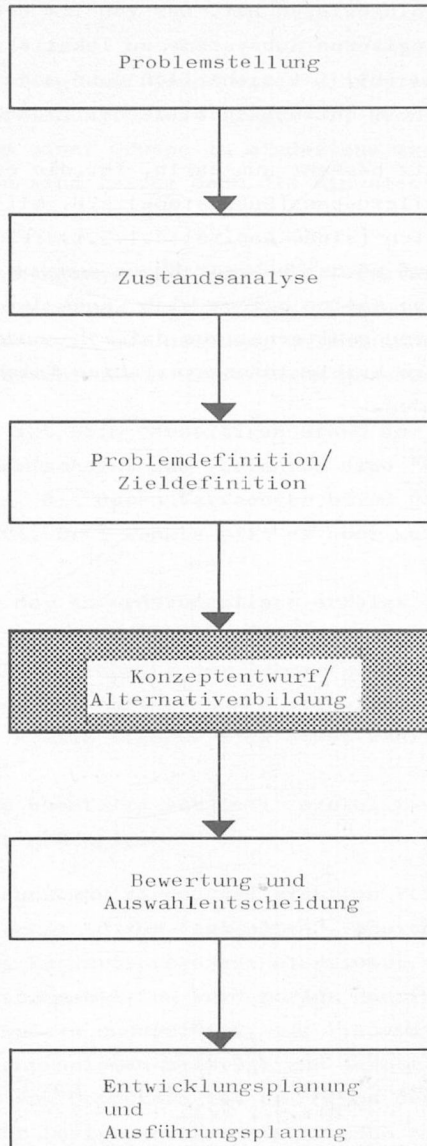 Problemstellung
Zustandsanalyse
Problemdefinition/
Zieldefinition
Konzeptentwurf/
Alternativenbildung
Bewertung und
Auswahlentscheidung
Entwicklungsplanung
und
Ausführungsplanung